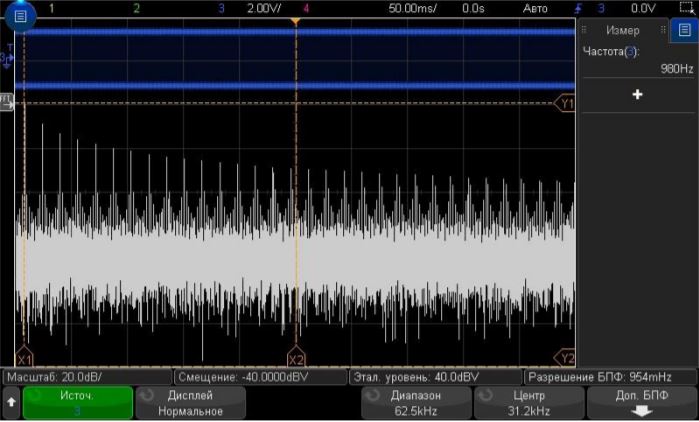 1 2 3 2.00V/ 4 50.00ms/ 0.0s Авто 3 0.0V
Измер
T
3
Частота(3):
980Hz
+
Y1
X1 X2 Y2
Масштаб: 20.0dB/ Смещение: -40.0000dBV Этал. уровень: 40.0dBV Разрешение БПФ: 954mHz
Источ. Дисплей Диапазон Центр Доп. БПФ
3 Нормальное 62.5kHz 31.2kHz